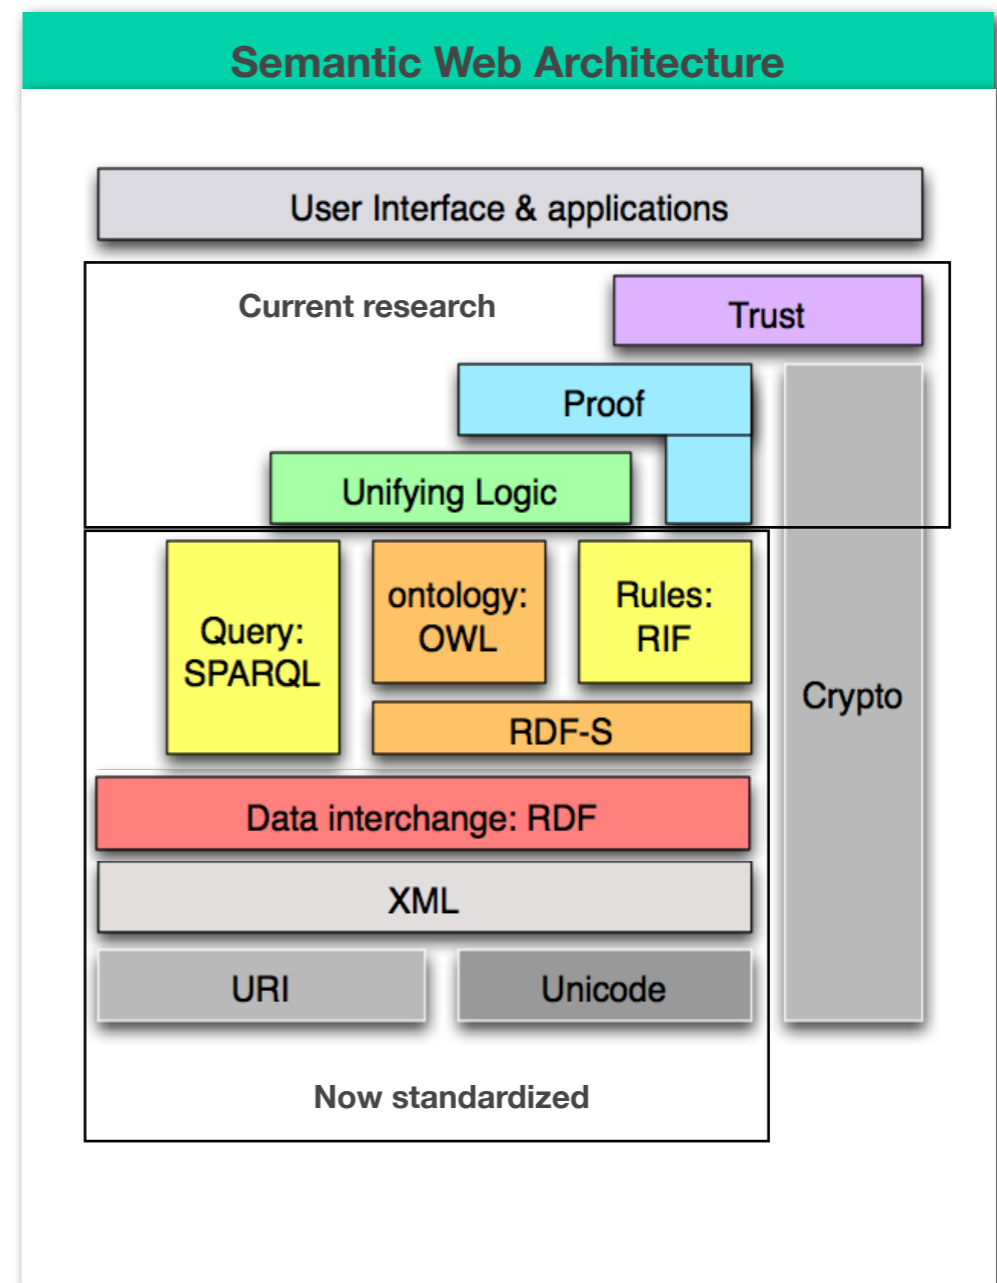 Semantic Web Architecture
User Interface & applications
Current research
Trust
Proof
Unifying Logic
Query:
SPARQL
ontology:
OWL
Rules:
RIF
Crypto
RDF-S
Data interchange: RDF
XML
URI
Unicode
Now standardized